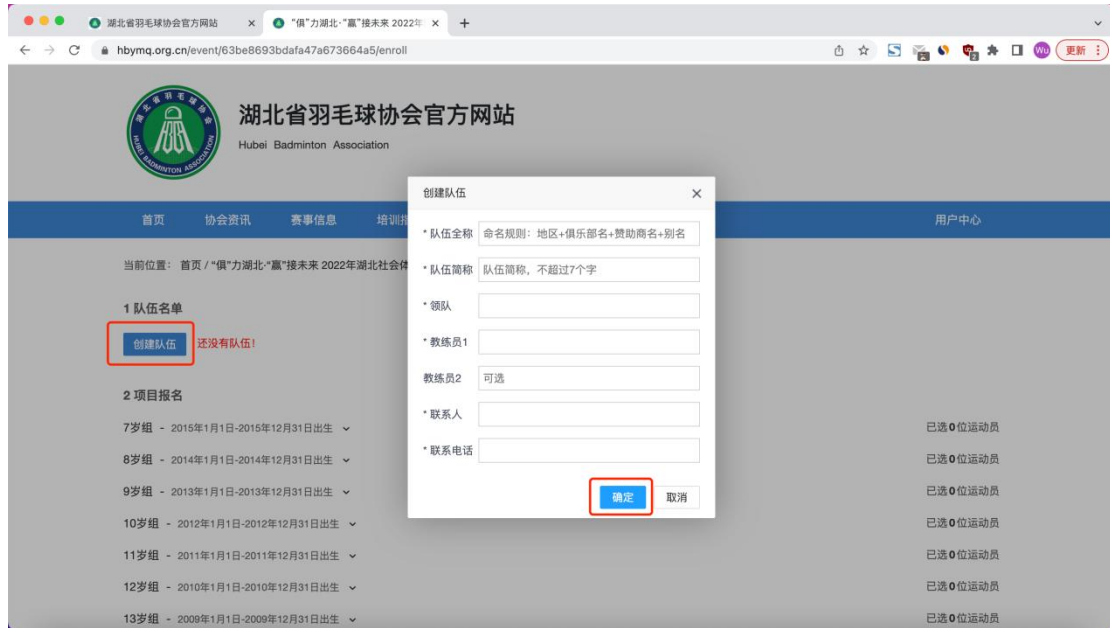 湖北省羽毛球协会官方网站
"俱"力湖北·"赢"接未来 2022年
hbymq.org.cn/event/63be8693bdafa47a673664a5/enroll
Wu
更新
湖北省羽毛球协会
HUBEI BADMINTON ASSOCIATION
湖北省羽毛球协会官方网站
Hubei Badminton Association
首页 协会资讯 赛事信息 培训 用户中心
当前位置： 首页 / "俱"力湖北·"赢"接未来 2022年湖北社会体
1 队伍名单
创建队伍 还没有队伍!
2 项目报名
7岁组 - 2015年1月1日-2015年12月31日出生 已选0位运动员
8岁组 - 2014年1月1日-2014年12月31日出生 已选0位运动员
9岁组 - 2013年1月1日-2013年12月31日出生 已选0位运动员
10岁组 - 2012年1月1日-2012年12月31日出生 已选0位运动员
11岁组 - 2011年1月1日-2011年12月31日出生 已选0位运动员
12岁组 - 2010年1月1日-2010年12月31日出生 已选0位运动员
13岁组 - 2009年1月1日-2009年12月31日出生 已选0位运动员
创建队伍
* 队伍全称 命名规则：地区+俱乐部名+赞助商名+别名
* 队伍简称 队伍简称，不超过7个字
* 领队
* 教练员1
教练员2 可选
* 联系人
* 联系电话
确定 取消